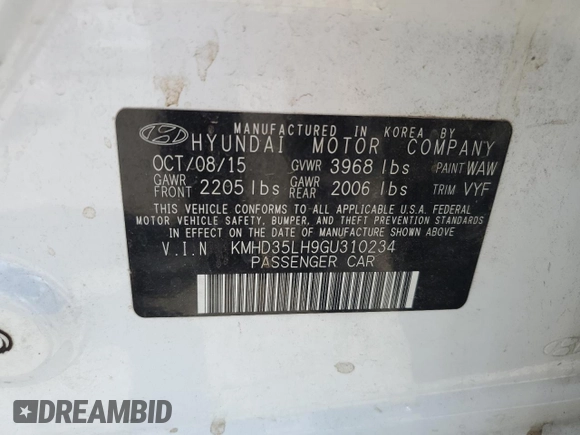 MANUFACTURED IN KOREA BY
HYUNDAI MOTOR COMPANY
OCT/08/15 GVWR 3968 lbs PAINT WAW
GAWR FRONT 2205 lbs GAWR REAR 2006 lbs TRIM VYF
THIS VEHICLE CONFORMS TO ALL APPLICABLE U.S.A. FEDERAL
MOTOR VEHICLE SAFETY, BUMPER, AND THEFT PREVENTION STANDARDS
IN EFFECT ON THE DATE OF MANUFACTURE SHOWN ABOVE.
V.I.N KMHD35LH9GU310234
PASSENGER CAR
DREAMBID